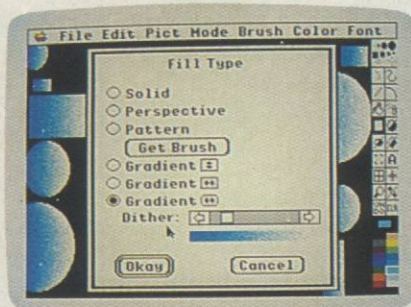 File Edit Pict Mode Brush Color Font
Fill Type
Solid
Perspective
Pattern
Get Brush
Gradient
Gradient
Gradient
Dither:
Okay
Cancel
A